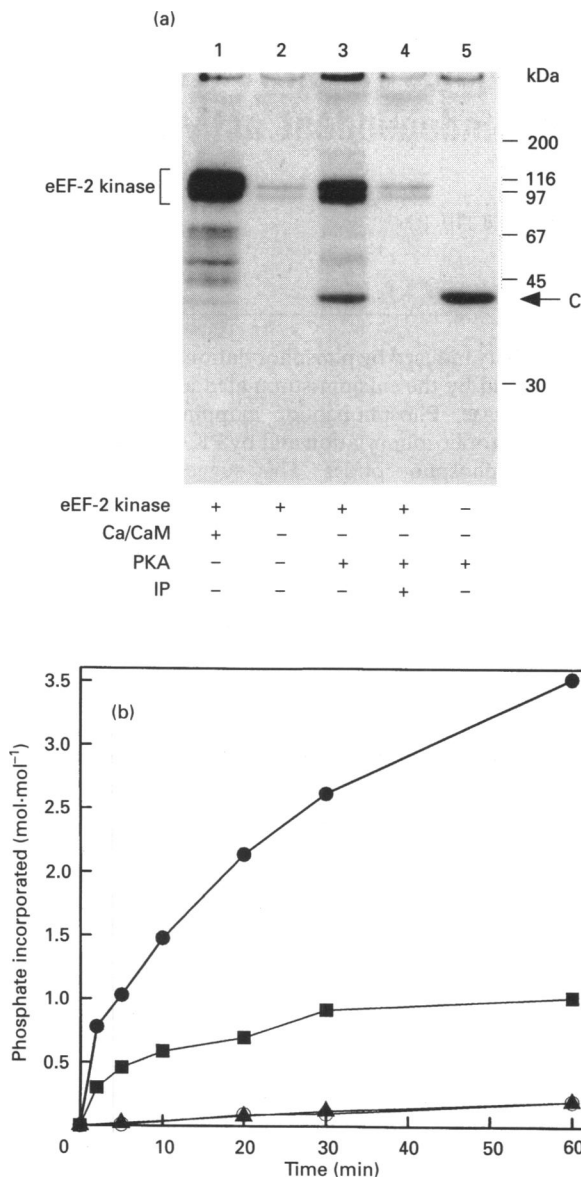 (a)
1 2 3 4 5
kDa
200
116
97
67
45
30
eEF-2 kinase
C
eEF-2 kinase + + + + –
Ca/CaM + – – – –
PKA – – + + +
IP – – – + –
(b)
Phosphate incorporated (mol·mol⁻¹)
3.5
3.0
2.5
2.0
1.5
1.0
0.5
0 10 20 30 40 50 60
Time (min)